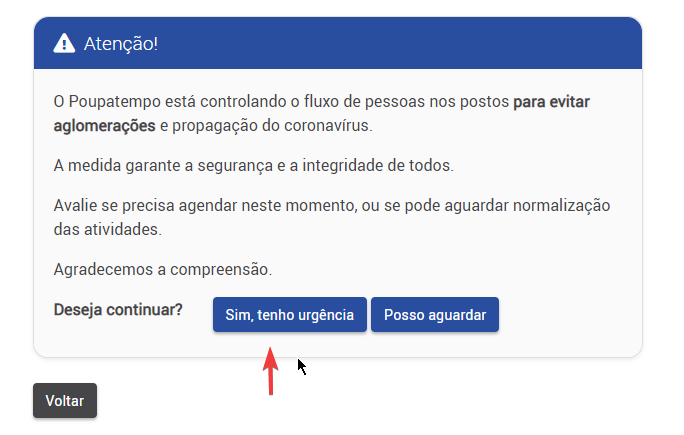 Atenção!
O Poupatempo está controlando o fluxo de pessoas nos postos para evitar
aglomerações e propagação do coronavírus.
A medida garante a segurança e a integridade de todos.
Avalie se precisa agendar neste momento, ou se pode aguardar normalização
das atividades.
Agradecemos a compreensão.
Deseja continuar? Sim, tenho urgência Posso aguardar
Voltar